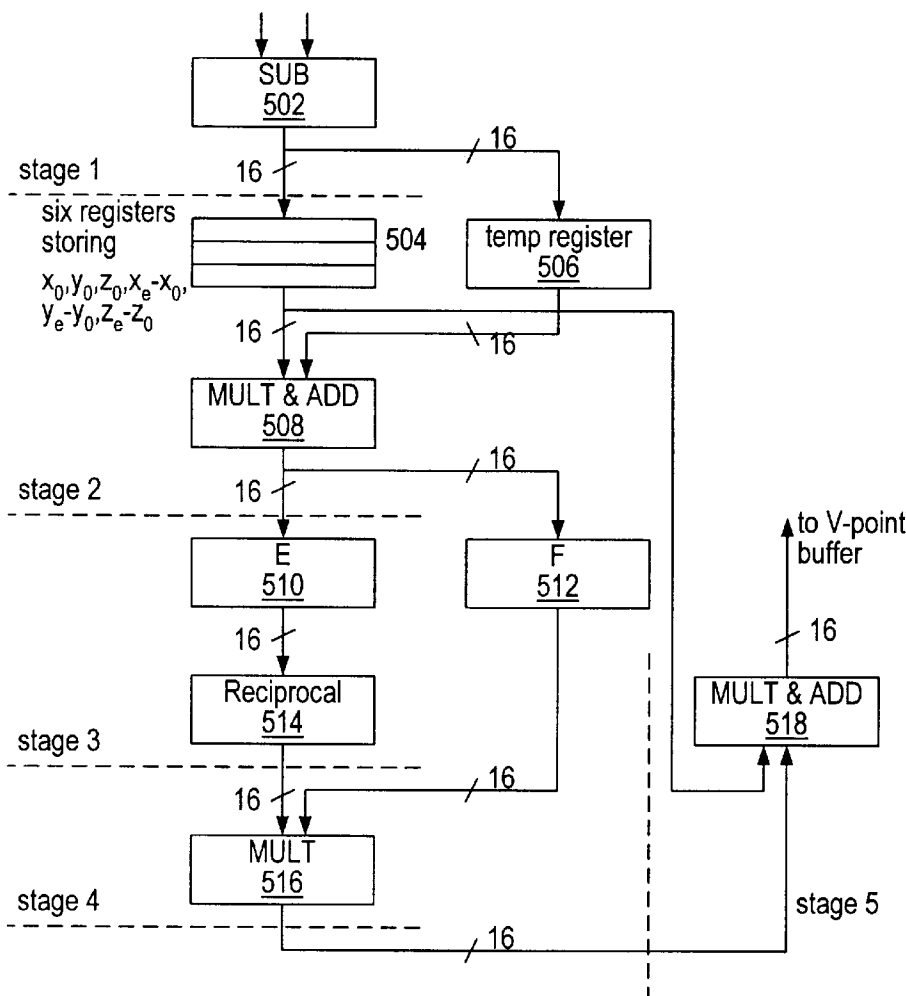 SUB
502
16
16
stage 1
six registers
storing
x₀,y₀,z₀,xₑ-x₀,
yₑ-y₀,zₑ-z₀
504
temp register
506
16
16
MULT & ADD
508
16
16
stage 2
E
510
F
512
to V-point
buffer
16
16
Reciprocal
514
MULT & ADD
518
stage 3
16
16
MULT
516
stage 4
stage 5
16